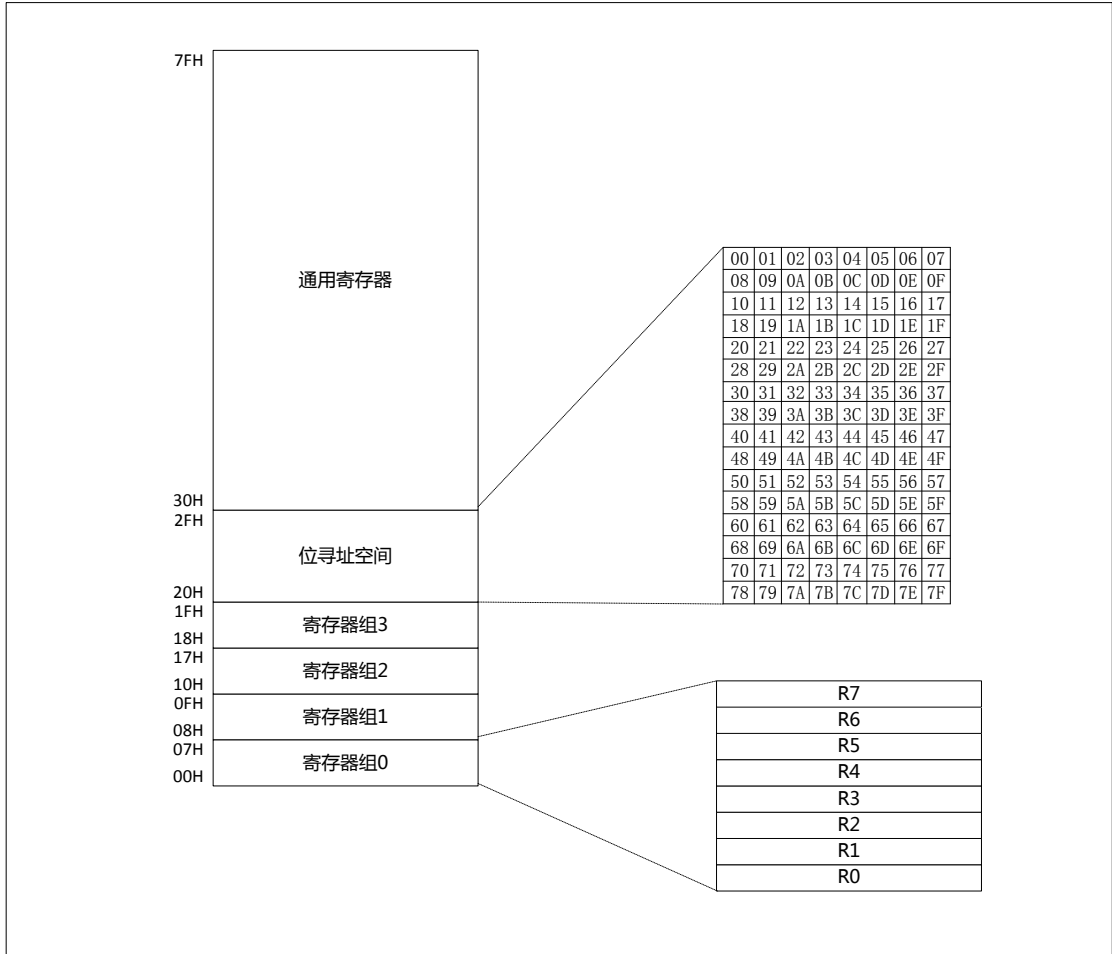 7FH
通用寄存器
30H
2FH
位寻址空间
20H
1FH
寄存器组3
18H
17H
寄存器组2
10H
0FH
寄存器组1
08H
07H
寄存器组0
00H
00 01 02 03 04 05 06 07
08 09 0A 0B 0C 0D 0E 0F
10 11 12 13 14 15 16 17
18 19 1A 1B 1C 1D 1E 1F
20 21 22 23 24 25 26 27
28 29 2A 2B 2C 2D 2E 2F
30 31 32 33 34 35 36 37
38 39 3A 3B 3C 3D 3E 3F
40 41 42 43 44 45 46 47
48 49 4A 4B 4C 4D 4E 4F
50 51 52 53 54 55 56 57
58 59 5A 5B 5C 5D 5E 5F
60 61 62 63 64 65 66 67
68 69 6A 6B 6C 6D 6E 6F
70 71 72 73 74 75 76 77
78 79 7A 7B 7C 7D 7E 7F
R7
R6
R5
R4
R3
R2
R1
R0